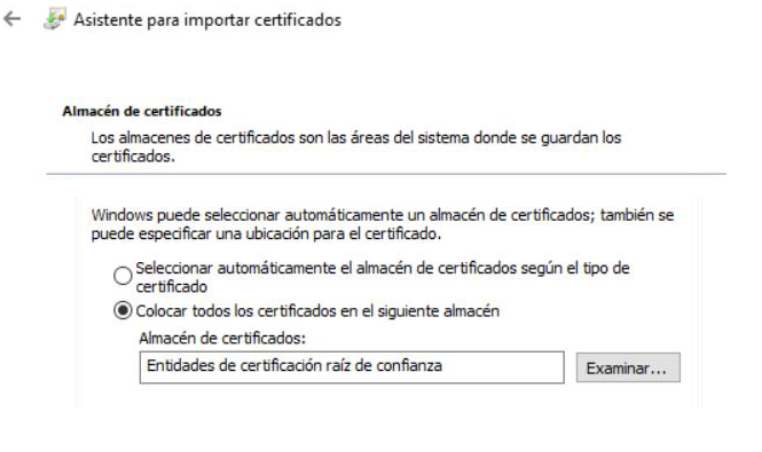 Asistente para importar certificados
Almacén de certificados
Los almacenes de certificados son las áreas del sistema donde se guardan los
certificados.
Windows puede seleccionar automáticamente un almacén de certificados; también se
puede especificar una ubicación para el certificado.
Seleccionar automáticamente el almacén de certificados según el tipo de
certificado
Colocar todos los certificados en el siguiente almacén
Almacén de certificados:
Entidades de certificación raíz de confianza
Examinar...